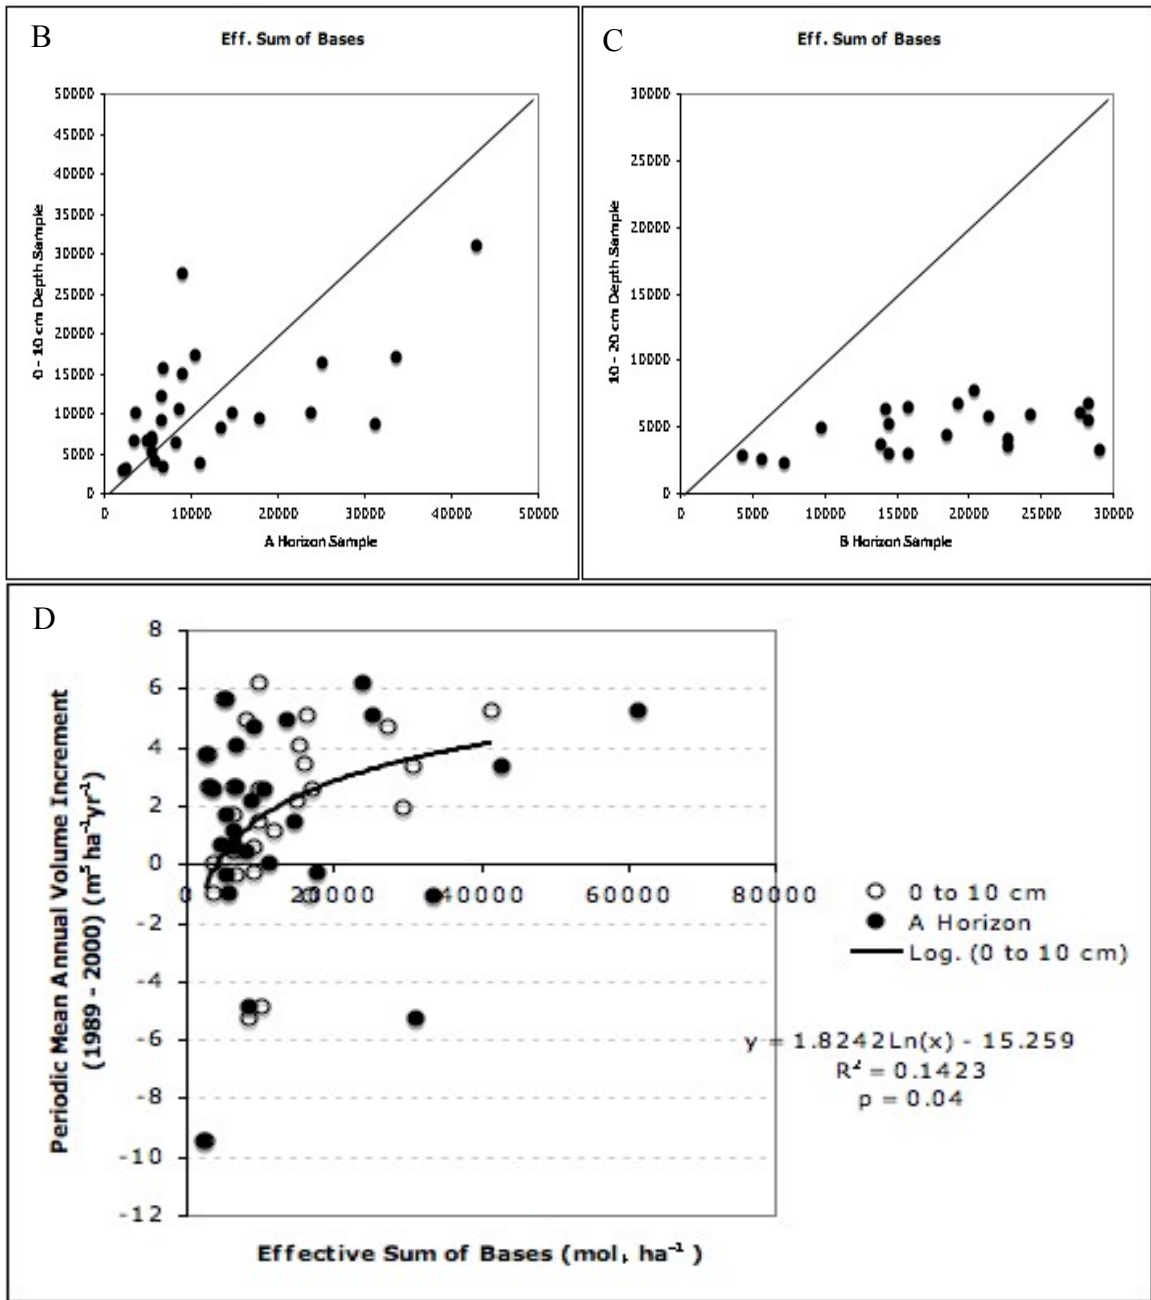 B
Eff. Sum of Bases
50000
45000
40000
35000
30000
25000
20000
15000
10000
5000
0
0 - 10 cm Depth Sample
0 10000 20000 30000 40000 50000
A Horizon Sample
C
Eff. Sum of Bases
30000
25000
20000
15000
10000
5000
0
10 - 20 cm Depth Sample
0 5000 10000 15000 20000 25000 30000
B Horizon Sample
D
8
6
4
2
0
-2
-4
-6
-8
-10
-12
Periodic Mean Annual Volume Increment
(1989 - 2000) (m³ ha⁻¹yr⁻¹)
0 20000 40000 60000 80000
0 to 10 cm
A Horizon
Log. (0 to 10 cm)
y = 1.8242Ln(x) - 15.259
R² = 0.1423
p = 0.04
Effective Sum of Bases (mol ha⁻¹ )